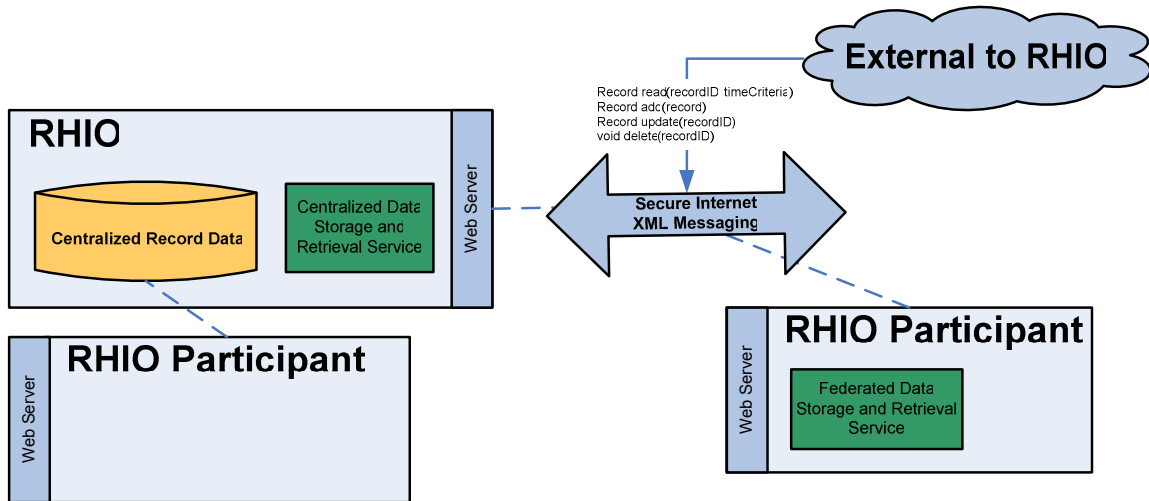 External to RHIO
Record read(recordID, timeCriteria)
Record add(record)
Record update(recordID)
void delete(recordID)
RHIO
Centralized Record Data
Centralized Data
Storage and
Retrieval Service
Web Server
Secure Internet
XML Messaging
RHIO Participant
Web Server
RHIO Participant
Web Server
Federated Data
Storage and Retrieval
Service